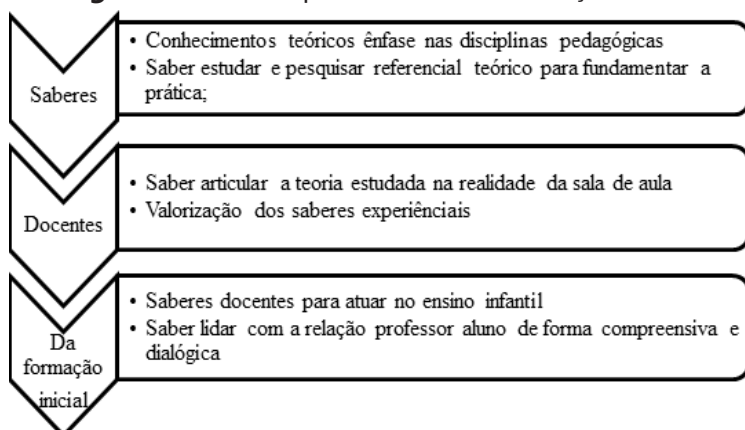 • Conhecimentos teóricos ênfase nas disciplinas pedagógicas
• Saber estudar e pesquisar referencial teórico para fundamentar a
prática;
Saberes
• Saber articular a teoria estudada na realidade da sala de aula
• Valorização dos saberes experiênciais
Docentes
• Saberes docentes para atuar no ensino infantil
• Saber lidar com a relação professor aluno de forma compreensiva e
dialógica
Da
formação
inicial